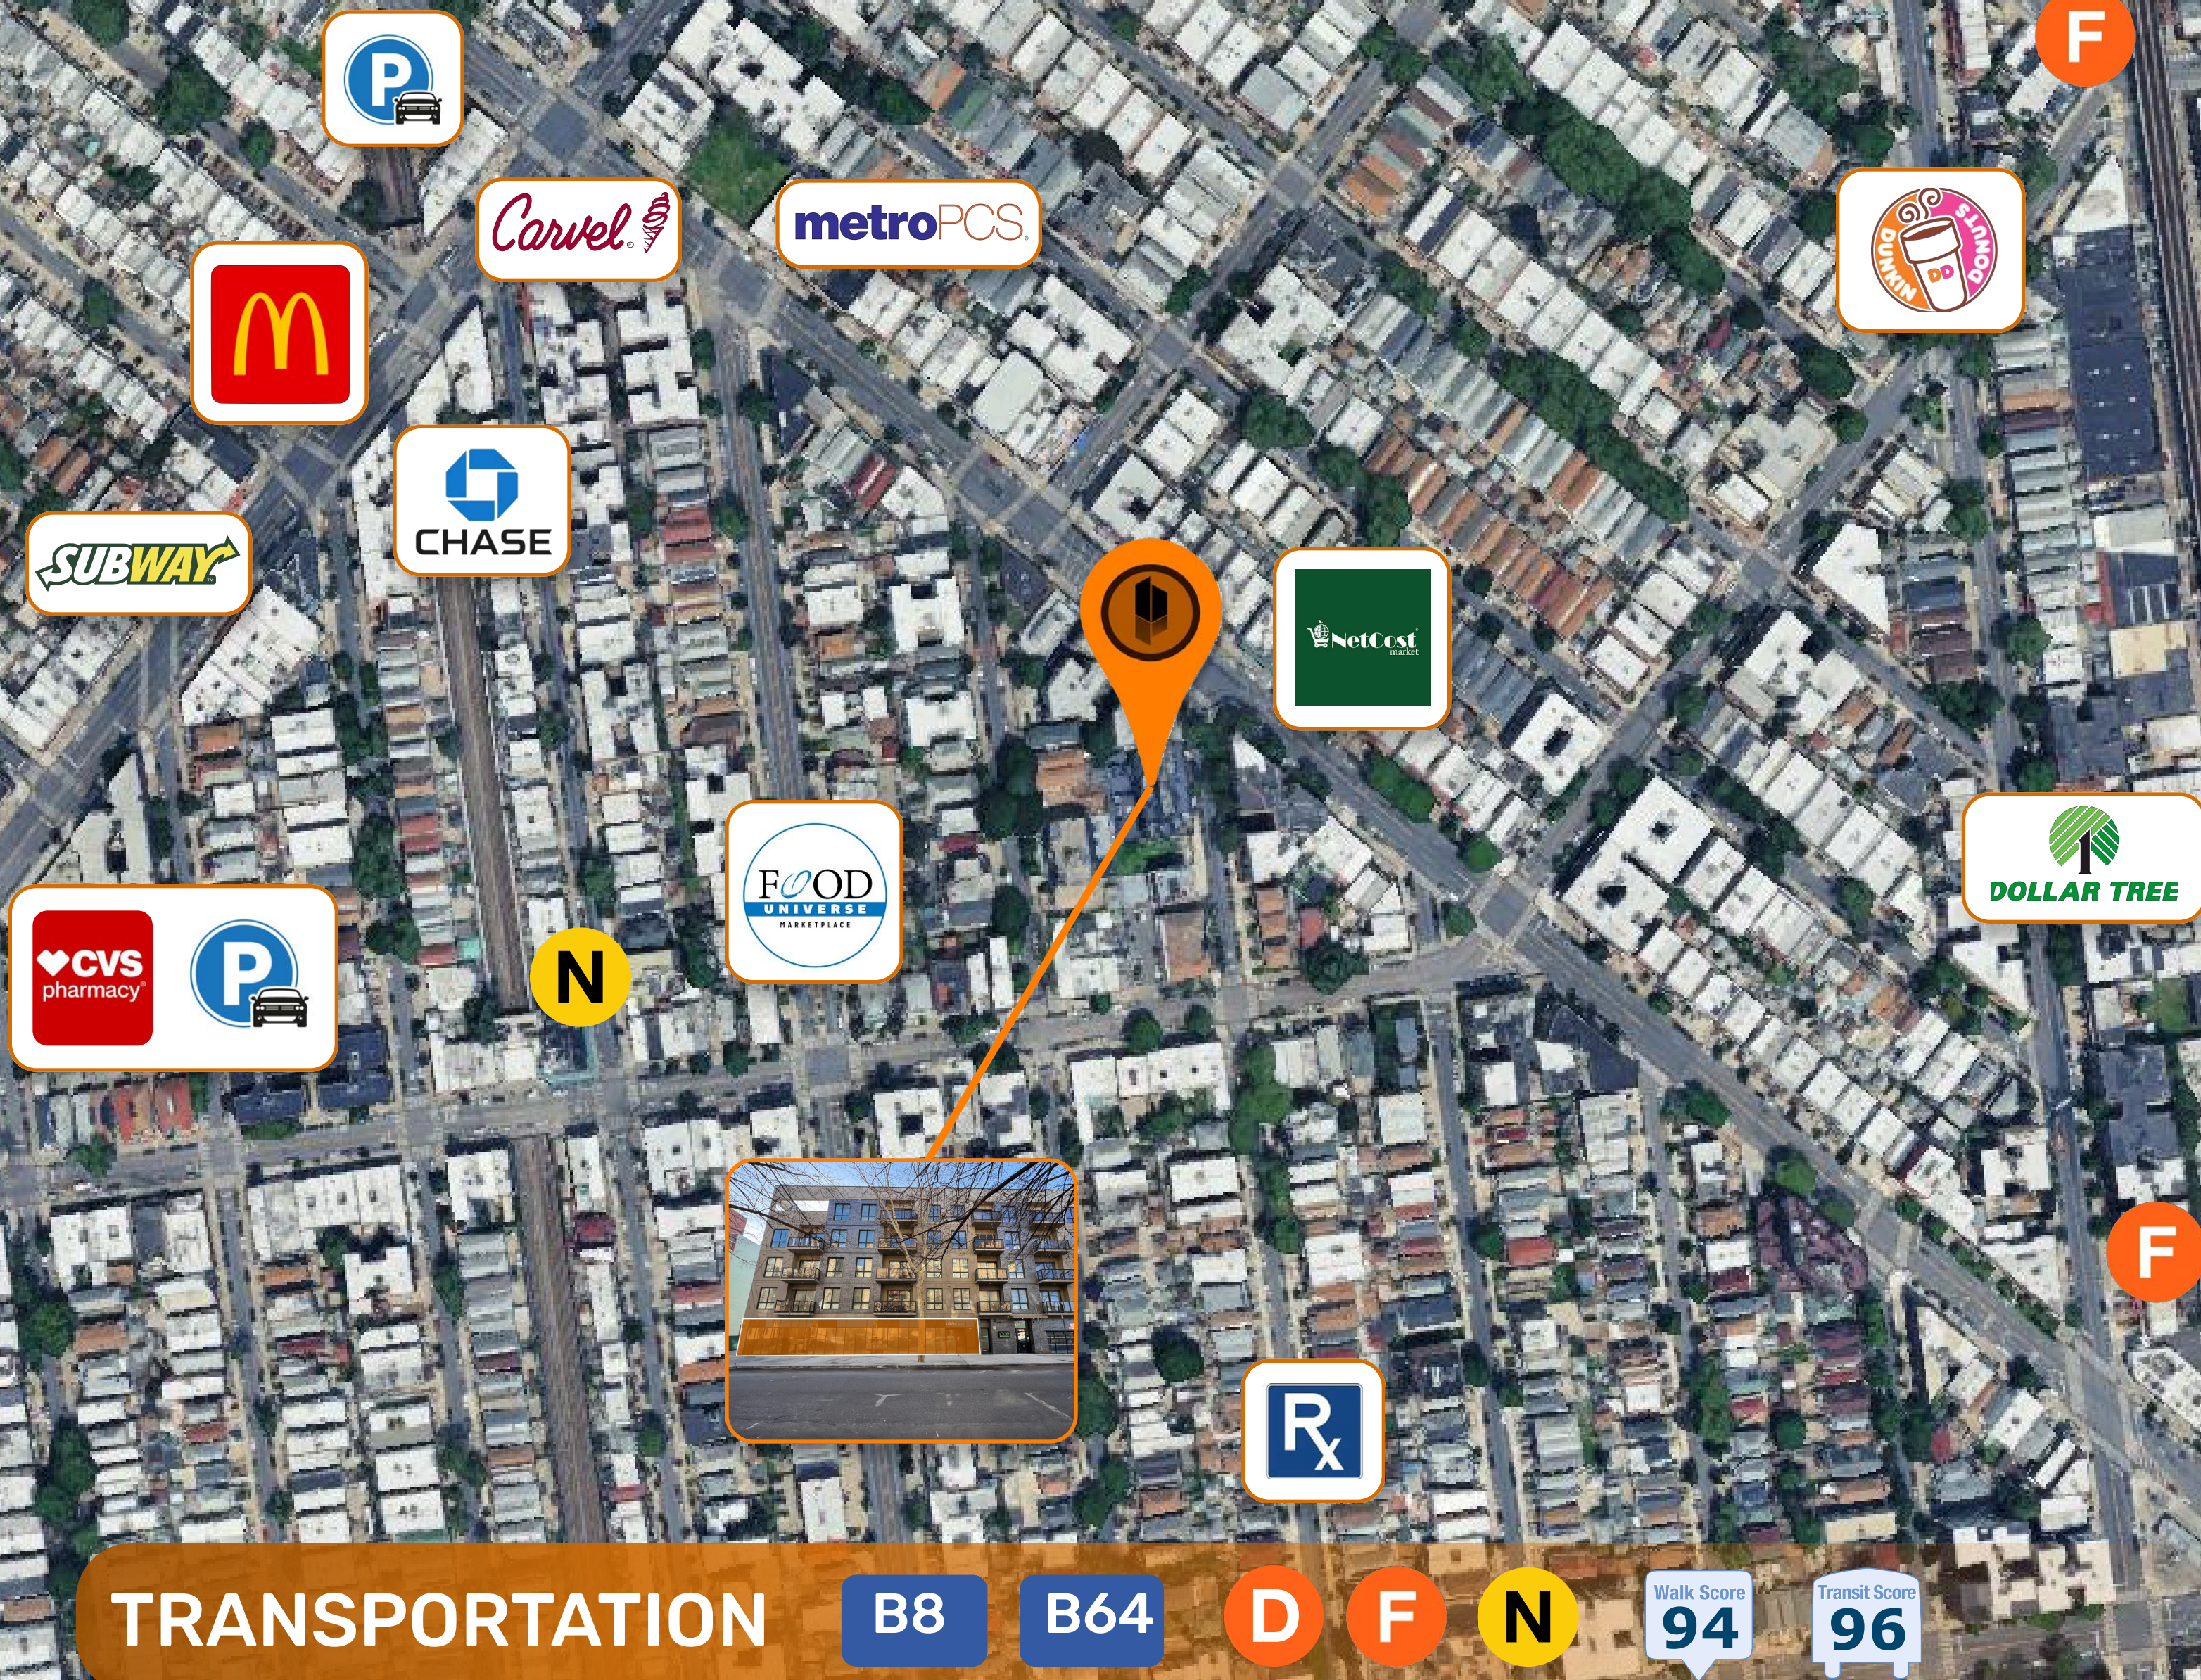 F
P
Carvel
metroPCS.
DUNKIN'
DONUTS
DD
M
CHASE
SUBWAY
NetCost
market
FOOD
UNIVERSE
MARKETPLACE
DOLLAR TREE
CVS
pharmacy
P
N
F
Rx
TRANSPORTATION
B8
B64
D
F
N
Walk Score
94
Transit Score
96